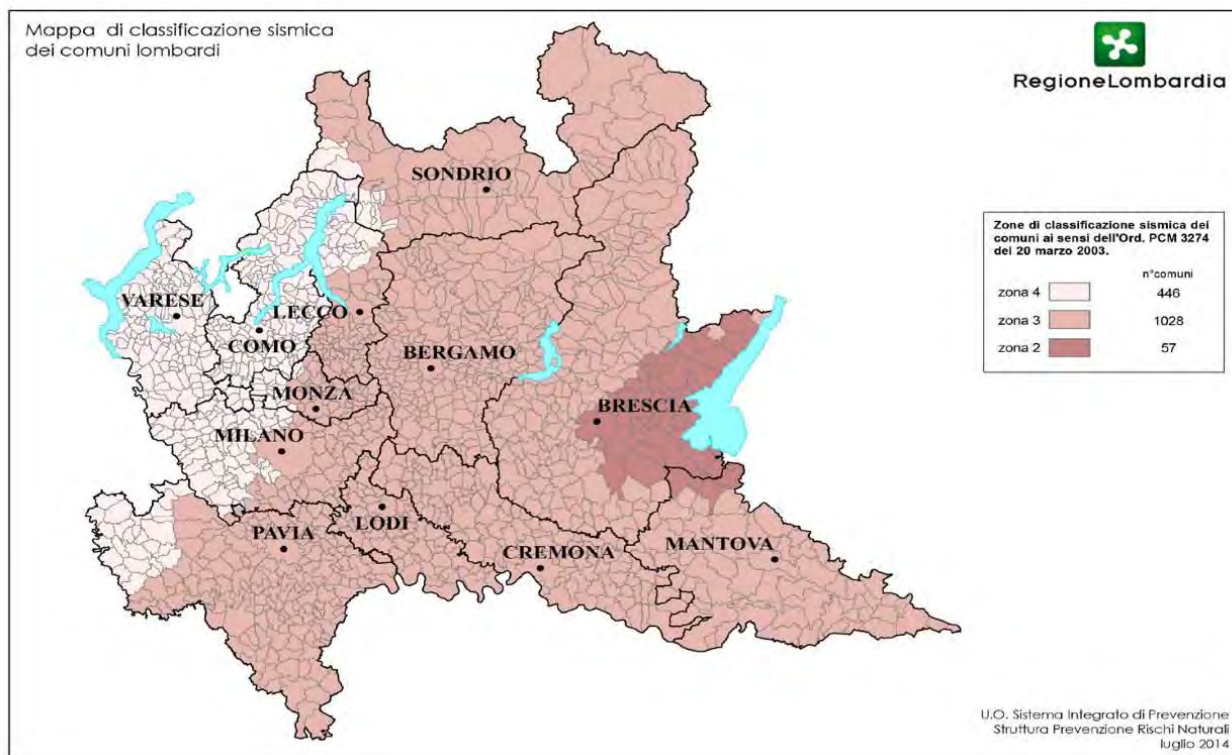 Mappa di classificazione sismica
dei comuni lombardi
RegioneLombardia
SONDRIO
VARESE
LECCO
COMO
BERGAMO
MONZA
BRESCIA
MILANO
LODI
PAVIA
CREMONA
MANTOVA
Zone di classificazione sismica dei
comuni ai sensi dell'Ord. PCM 3274
del 20 marzo 2003.
n°comuni
zona 4 446
zona 3 1028
zona 2 57
U.O. Sistema Integrato di Prevenzione
Struttura Prevenzione Rischi Naturali
luglio 2014